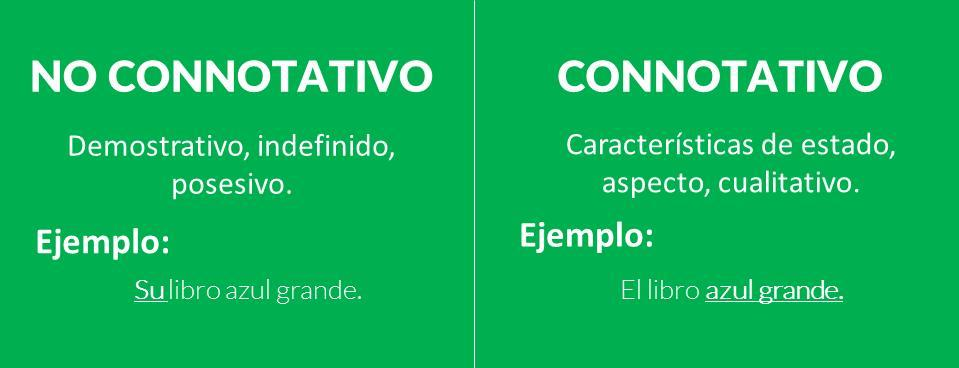 NO CONNOTATIVO
Demostrativo, indefinido,
posesivo.
Ejemplo:
Su libro azul grande.
CONNOTATIVO
Características de estado,
aspecto, cualitativo.
Ejemplo:
El libro azul grande.